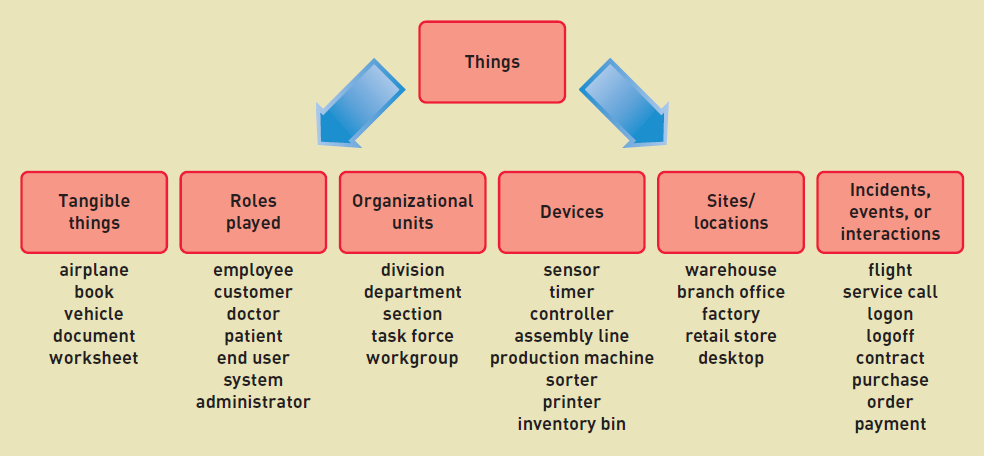 Things
Tangible
things
airplane
book
vehicle
document
worksheet
Roles
played
employee
customer
doctor
patient
end user
system
administrator
Organizational
units
division
department
section
task force
workgroup
Devices
sensor
timer
controller
assembly line
production machine
sorter
printer
inventory bin
Sites/
locations
warehouse
branch office
factory
retail store
desktop
Incidents,
events, or
interactions
flight
service call
logon
logoff
contract
purchase
order
payment